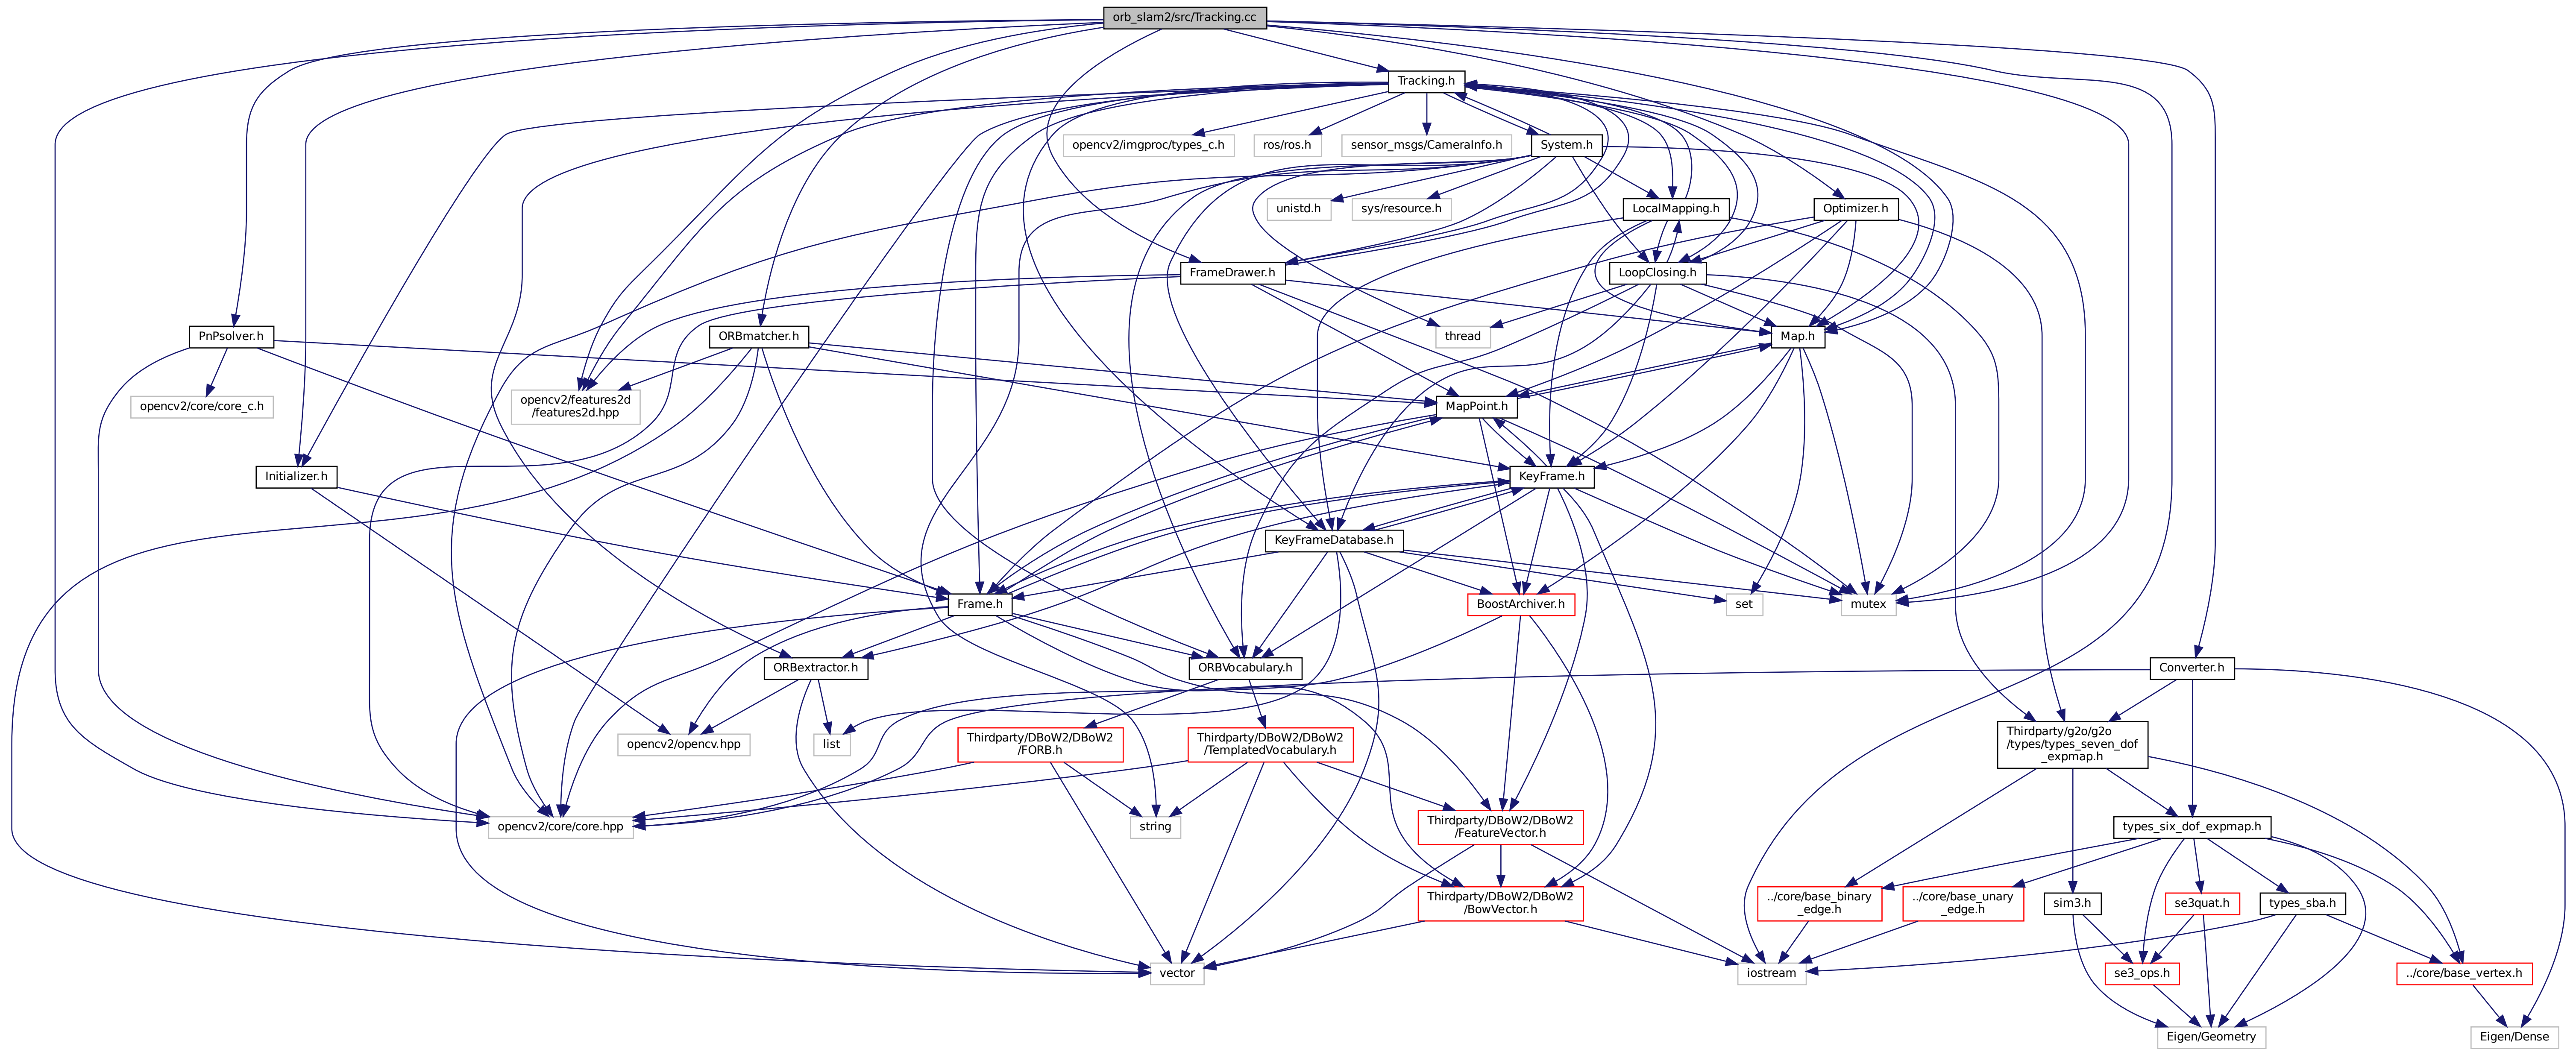 orb_slam2/src/Tracking.cc
Tracking.h
opencv2/imgproc/types_c.h
ros/ros.h
sensor_msgs/CameraInfo.h
System.h
unistd.h
sys/resource.h
LocalMapping.h
Optimizer.h
FrameDrawer.h
LoopClosing.h
PnPsolver.h
ORBmatcher.h
thread
Map.h
opencv2/core/core_c.h
opencv2/features2d
/features2d.hpp
MapPoint.h
Initializer.h
KeyFrame.h
KeyFrameDatabase.h
Frame.h
BoostArchiver.h
set
mutex
ORBextractor.h
ORBVocabulary.h
Converter.h
opencv2/opencv.hpp
list
Thirdparty/DBoW2/DBoW2
/FORB.h
Thirdparty/DBoW2/DBoW2
/TemplatedVocabulary.h
Thirdparty/g2o/g2o
/types/types_seven_dof
_expmap.h
opencv2/core/core.hpp
string
Thirdparty/DBoW2/DBoW2
/FeatureVector.h
types_six_dof_expmap.h
Thirdparty/DBoW2/DBoW2
/BowVector.h
../core/base_binary
_edge.h
../core/base_unary
_edge.h
sim3.h
se3quat.h
types_sba.h
vector
iostream
se3_ops.h
../core/base_vertex.h
Eigen/Geometry
Eigen/Dense